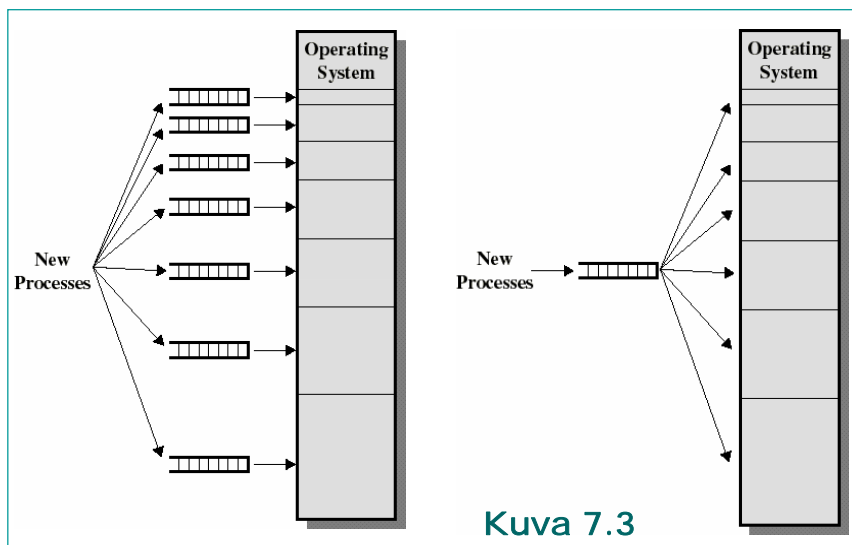 Operating
System
New
Processes
Operating
System
New
Processes
Kuva 7.3